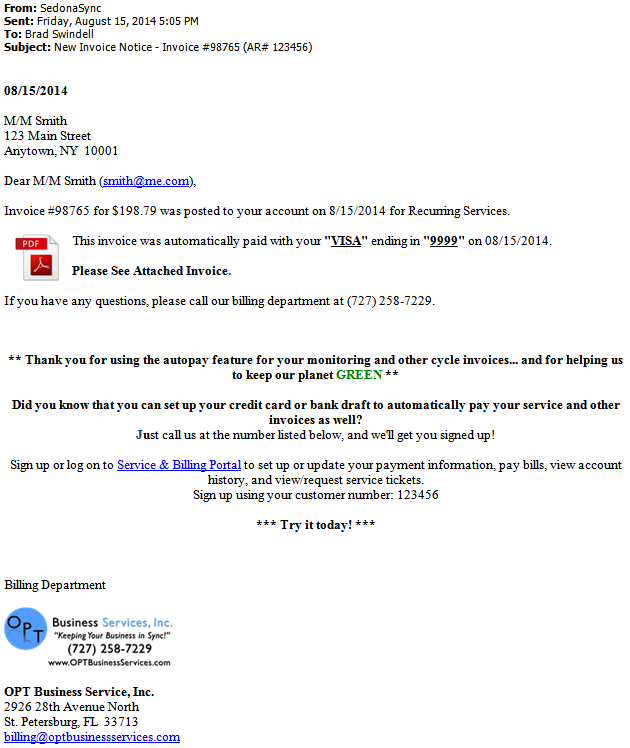 From: SedonaSync
Sent: Friday, August 15, 2014 5:05 PM
To: Brad Swindell
Subject: New Invoice Notice - Invoice #98765 (AR# 123456)
08/15/2014
M/M Smith
123 Main Street
Anytown, NY  10001
Dear M/M Smith (smith@me.com),
Invoice #98765 for $198.79 was posted to your account on 8/15/2014 for Recurring Services.
PDF
This invoice was automatically paid with your "VISA" ending in "9999" on 08/15/2014.
Please See Attached Invoice.
If you have any questions, please call our billing department at (727) 258-7229.
** Thank you for using the autopay feature for your monitoring and other cycle invoices... and for helping us
to keep our planet GREEN **
Did you know that you can set up your credit card or bank draft to automatically pay your service and other
invoices as well?
Just call us at the number listed below, and we'll get you signed up!
Sign up or log on to Service & Billing Portal to set up or update your payment information, pay bills, view account
history, and view/request service tickets.
Sign up using your customer number: 123456
*** Try it today! ***
Billing Department
OPT Business Services, Inc.
"Keeping Your Business in Sync!"
(727) 258-7229
www.OPTBusinessServices.com
OPT Business Service, Inc.
2926 28th Avenue North
St. Petersburg, FL  33713
billing@optbusinessservices.com